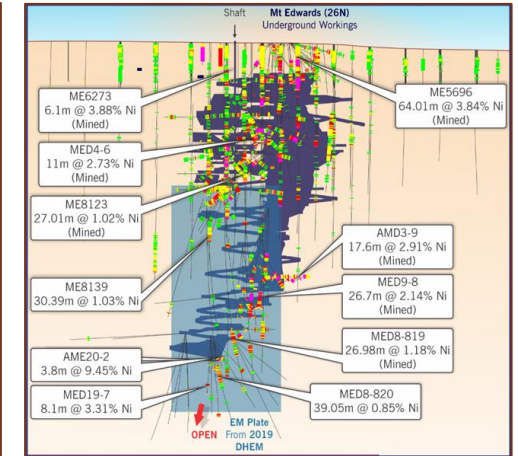 Shaft
Mt Edwards (26N)
Underground Workings
ME6273
6.1m @ 3.88% Ni
(Mined)
ME5696
64.01m @ 3.84% Ni
(Mined)
MED4-6
11m @ 2.73% Ni
(Mined)
ME8123
27.01m @ 1.02% Ni
(Mined)
AMD3-9
17.6m @ 2.91% Ni
(Mined)
ME8139
30.39m @ 1.03% Ni
MED9-8
26.7m @ 2.14% Ni
(Mined)
MED8-819
26.98m @ 1.18% Ni
(Mined)
AME20-2
3.8m @ 9.45% Ni
MED19-7
8.1m @ 3.31% Ni
MED8-820
39.05m @ 0.85% Ni
OPEN
EM Plate
From 2019
DHEM